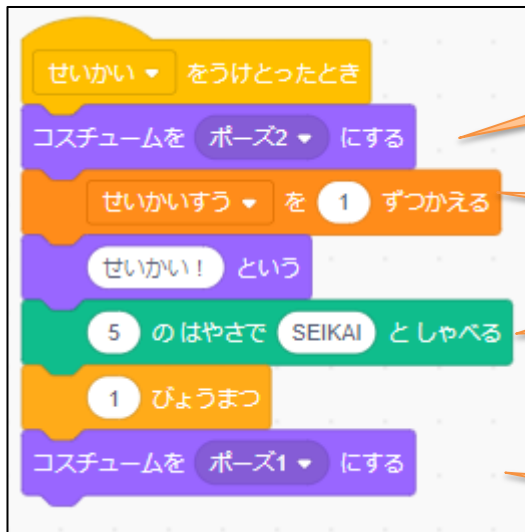 せいかい をうけとったとき
コスチュームを ポーズ2 にする
せいかいすう を 1 ずつかえる
せいかい! という
5 の はやさで SEIKAI と しゃべる
1 びょうまつ
コスチュームを ポーズ1 にする